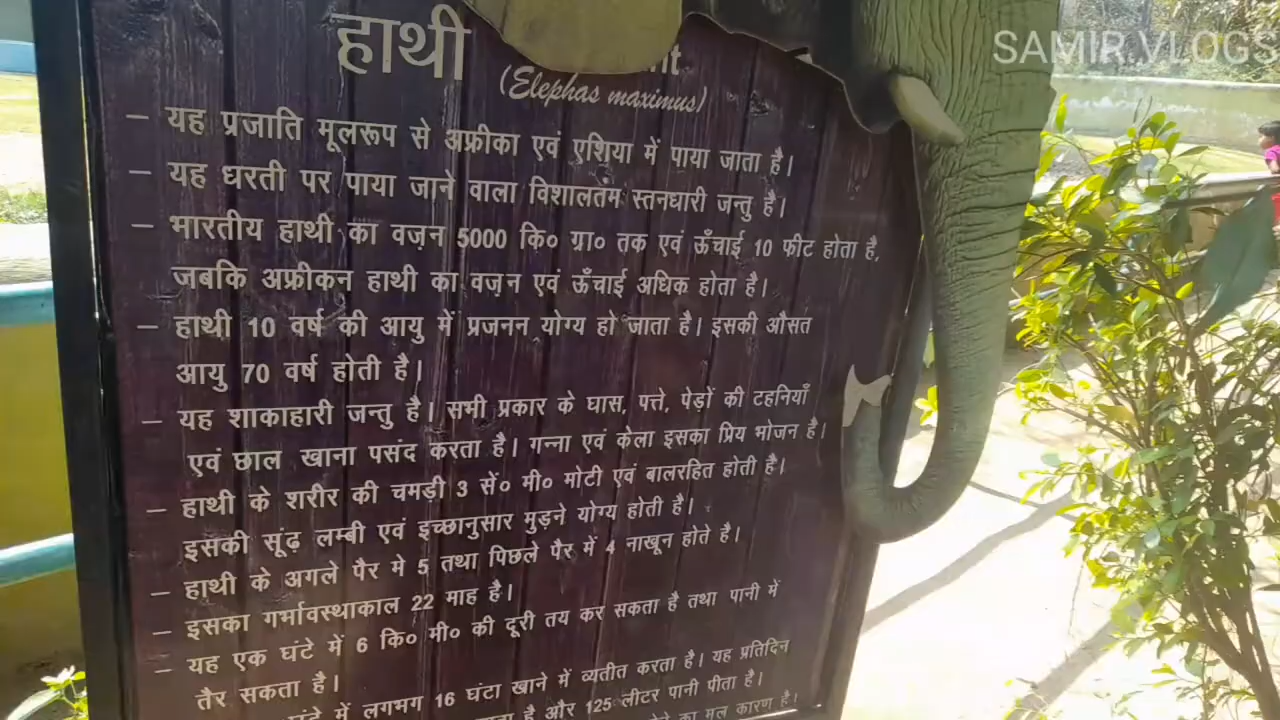 SAMIR.VLOGS
हाथी
(Elephas maximus)
– यह प्रजाति मूलरूप से अफ्रीका एवं एशिया में पाया जाता है।
– यह धरती पर पाया जाने वाला विशालतम स्तनधारी जन्तु है।
– भारतीय हाथी का वज़न 5000 कि० ग्रा० तक एवं ऊँचाई 10 फीट होता है,
जबकि अफ्रीकन हाथी का वज़न एवं ऊँचाई अधिक होता है।
– हाथी 10 वर्ष की आयु में प्रजनन योग्य हो जाता है। इसकी औसत
आयु 70 वर्ष होती है।
– यह शाकाहारी जन्तु है। सभी प्रकार के घास, पत्ते, पेड़ों की टहनियाँ
एवं छाल खाना पसंद करता है। गन्ना एवं केला इसका प्रिय भोजन है।
– हाथी के शरीर की चमड़ी 3 सें० मी० मोटी एवं बालरहित होती है।
इसकी सूंढ़ लम्बी एवं इच्छानुसार मुड़ने योग्य होती है।
– हाथी के अगले पैर मे 5 तथा पिछले पैर में 4 नाखून होते है।
– इसका गर्भावस्थाकाल 22 माह है।
– यह एक घंटे में 6 कि० मी० की दूरी तय कर सकता है तथा पानी में
तैर सकता है।
में लगभग 16 घंटा खाने में व्यतीत करता है। यह प्रतिदिन
है और 125 लीटर पानी पीता है।
का मूल कारण है।